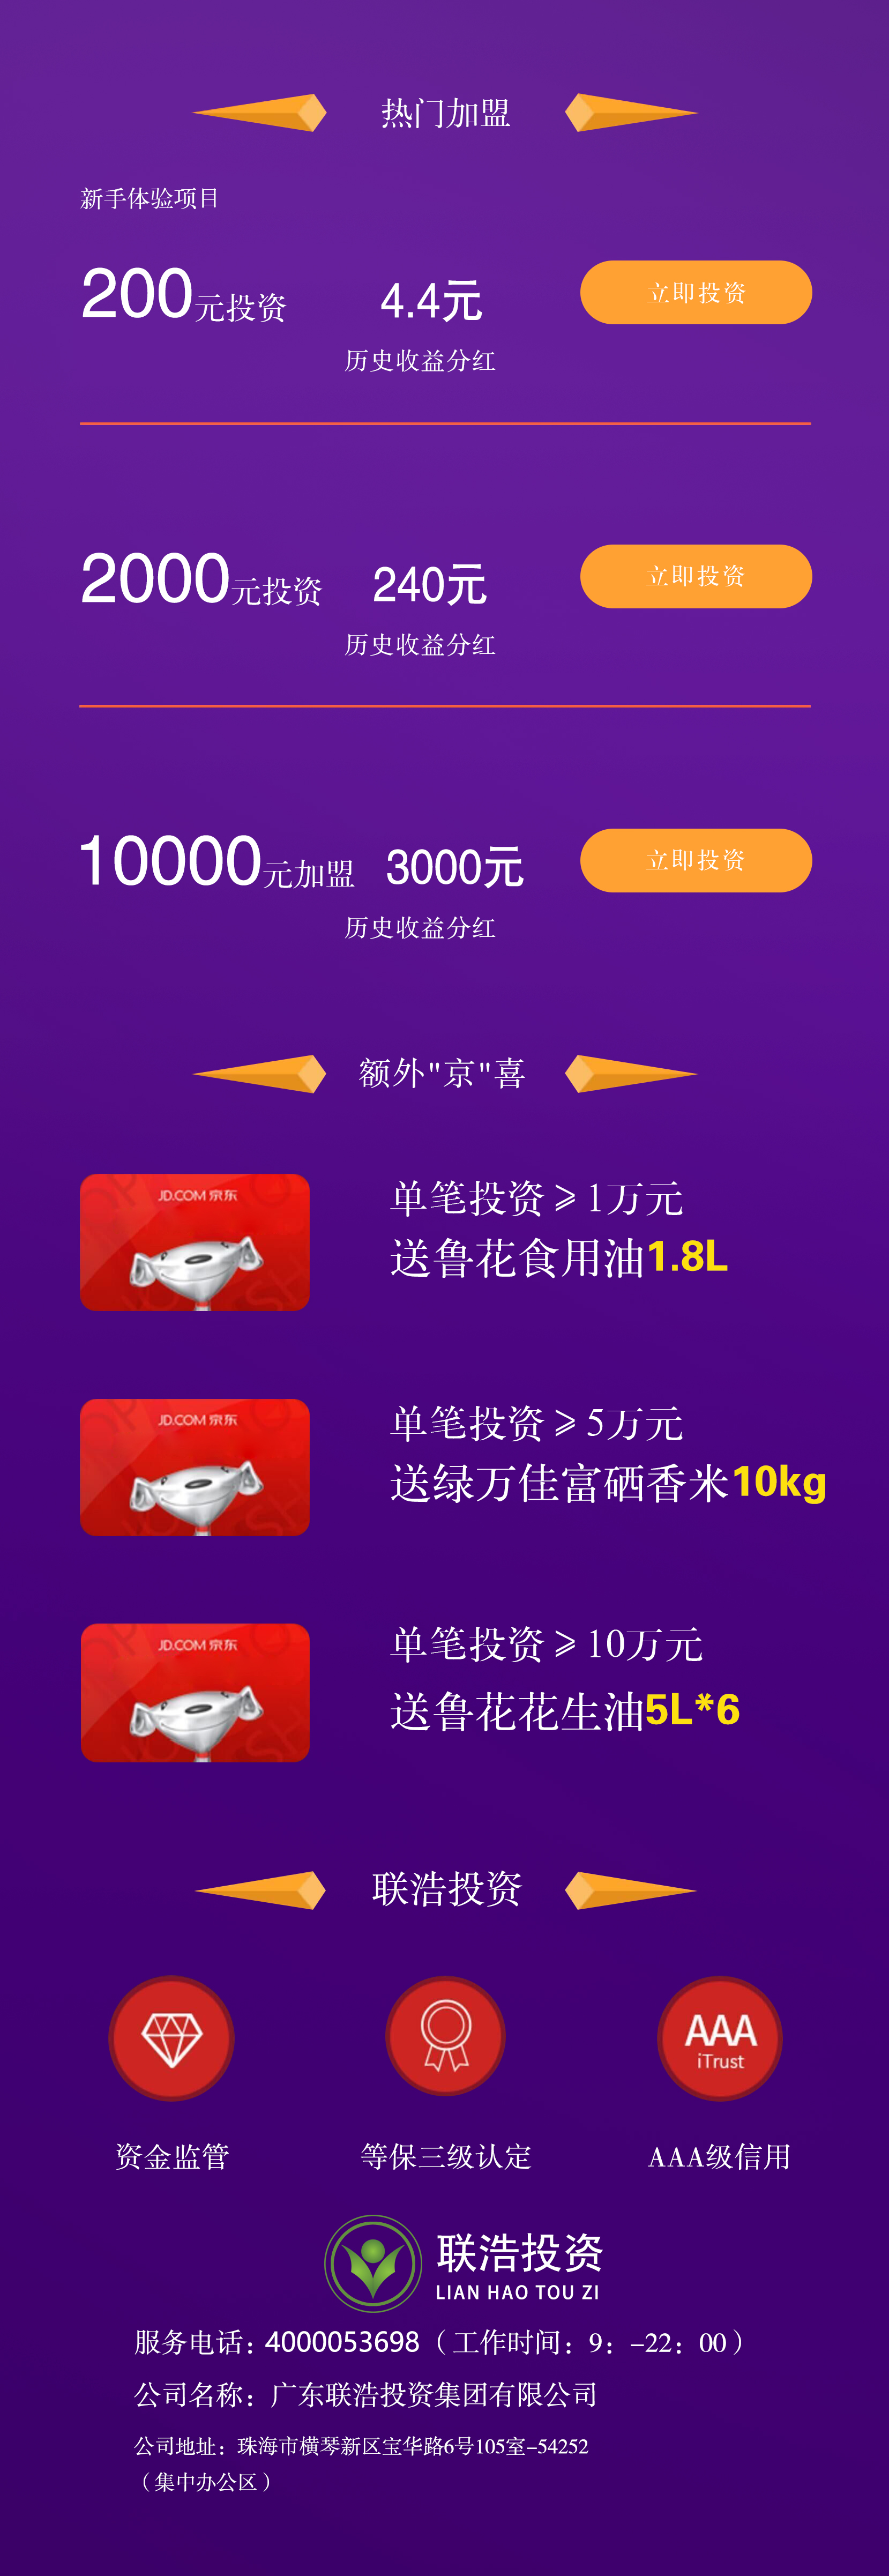 热门加盟
新手体验项目
200元投资 4.4元 立即投资
历史收益分红
2000元投资 240元 立即投资
历史收益分红
10000元加盟 3000元 立即投资
历史收益分红
额外"京"喜
JD.COM 京东
单笔投资≥1万元
送鲁花食用油1.8L
JD.COM 京东
单笔投资≥5万元
送绿万佳富硒香米10kg
JD.COM 京东
单笔投资≥10万元
送鲁花花生油5L*6
联浩投资
AAA
iTrust
资金监管 等保三级认定 AAA级信用
联浩投资
LIAN HAO TOU ZI
服务电话：4000053698（工作时间：9：-22：00）
公司名称：广东联浩投资集团有限公司
公司地址：珠海市横琴新区宝华路6号105室-54252
（集中办公区）